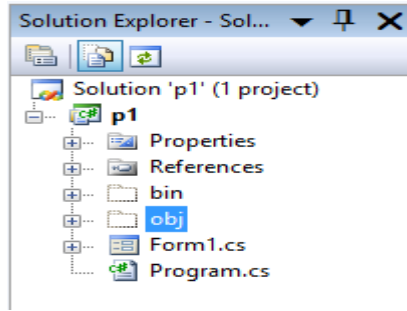 Solution Explorer - Sol...
Solution 'p1' (1 project)
C# p1
Properties
References
bin
obj
Form1.cs
C# Program.cs